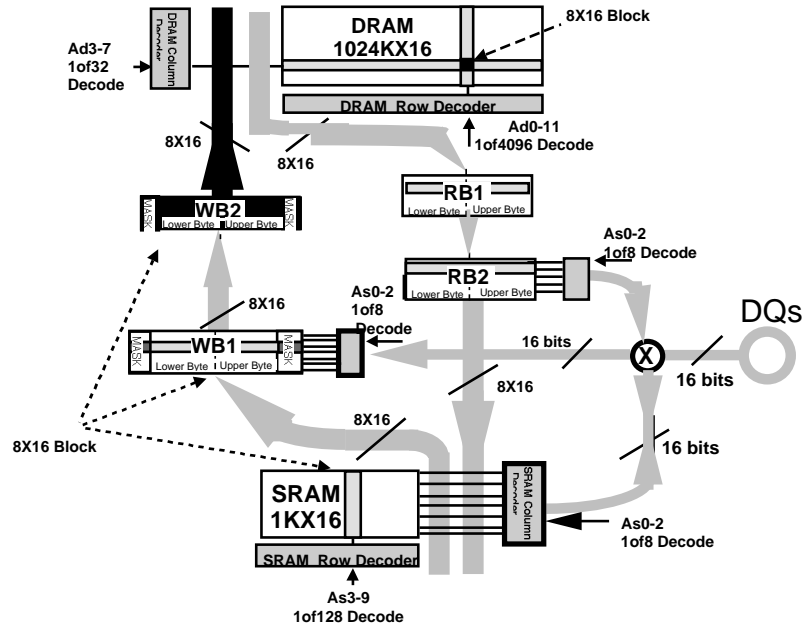 DRAM
1024KX16
8X16 Block
DRAM Column
Decoder
Ad3-7
1of32
Decode
DRAM Row Decoder
Ad0-11
1of4096 Decode
8X16
8X16
RB1
Lower Byte Upper Byte
MASK
WB2
MASK
Lower Byte Upper Byte
As0-2
1of8 Decode
RB2
Lower Byte Upper Byte
8X16
As0-2
1of8
Decode
DQs
MASK
WB1
MASK
Lower Byte Upper Byte
16 bits
X
16 bits
8X16
8X16
8X16 Block
16 bits
SRAM
1KX16
SRAM Column
Decoder
As0-2
1of8 Decode
SRAM Row Decoder
As3-9
1of128 Decode